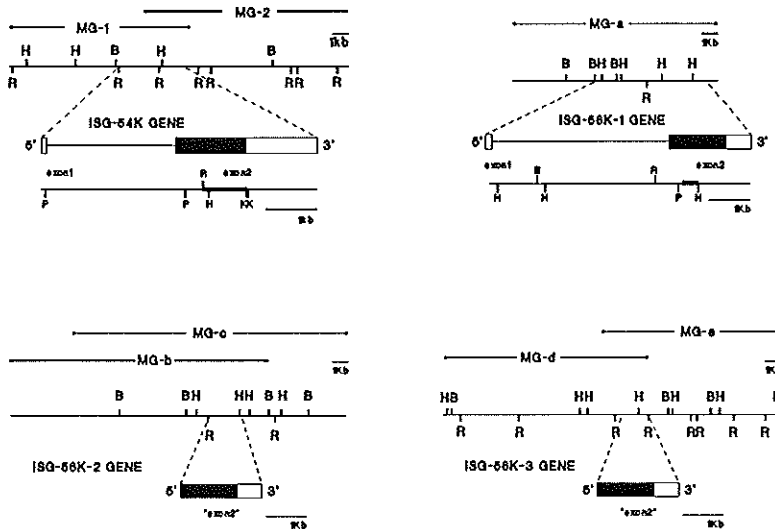 MG-2
MG-1
1kb
H H B H B
R R R R R R R R
ISG-54K GENE
5' 3'
exon1 R exon2
P P H KX
1kb
MG-a
1Kb
B BH BH H H
R
ISG-56K-1 GENE
5' 3'
exon1 R exon2
H H P H
1Kb
MG-c
MG-b
1Kb
B BH HH B H B
R R
ISG-56K-2 GENE
5' 3'
"exon2"
1Kb
MG-e
MG-d
1Kb
HB HH H BH BH
R R R R RR R R
ISG-56K-3 GENE
5' 3'
"exon2"
1Kb